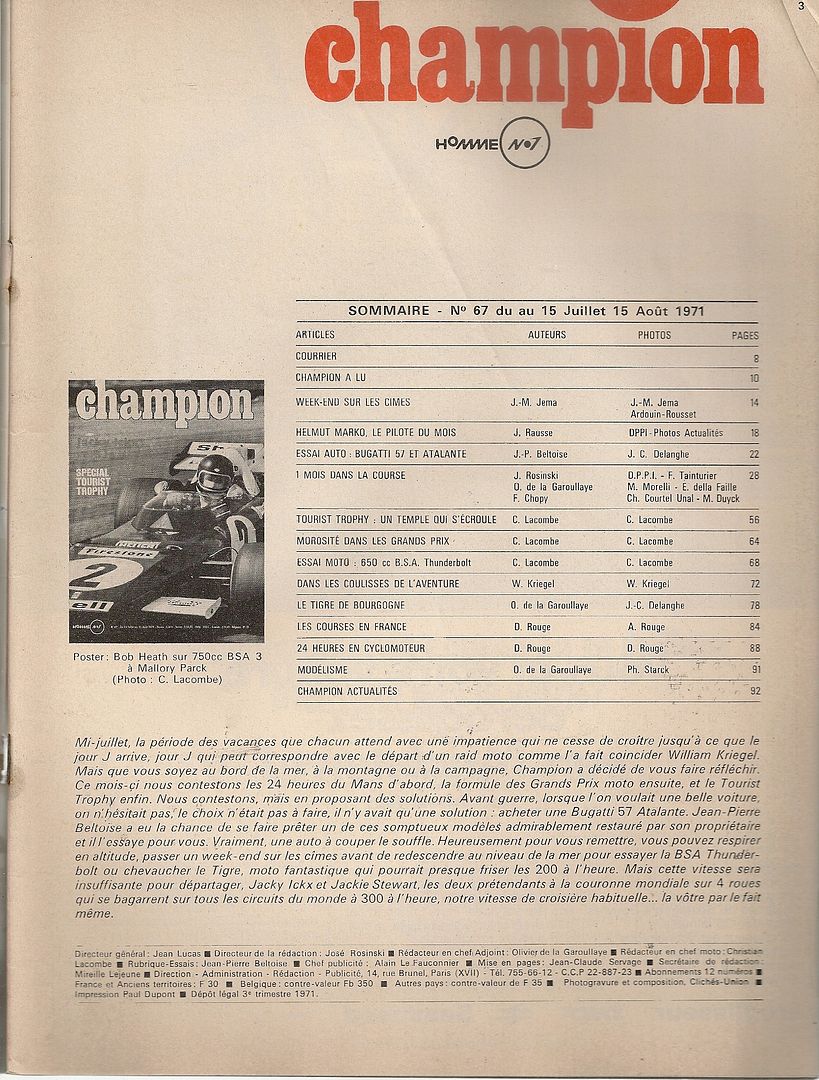 3
champion
HOMME N°1
SOMMAIRE - Nº 67 du au 15 Juillet 15 Août 1971
ARTICLES AUTEURS PHOTOS PAGES
COURRIER 8
CHAMPION A LU 10
WEEK-END SUR LES CIMES J.-M. Jema J.-M. Jema 14
Ardouin-Rousset
HELMUT MARKO, LE PILOTE DU MOIS J. Rausse DPPI-Photos Actualités 18
ESSAI AUTO : BUGATTI 57 ET ATALANTE J.-P. Beltoise J. C. Delanghe 22
1 MOIS DANS LA COURSE J. Rosinski D.P.P.I. - F. Tainturier 28
O. de la Garoullaye M. Morelli - E. della Faille
F. Chopy Ch. Courtel Unal - M. Duyck
TOURIST TROPHY : UN TEMPLE QUI S'ÉCROULE C. Lacombe C. Lacombe 56
MOROSITÉ DANS LES GRANDS PRIX C. Lacombe C. Lacombe 64
ESSAI MOTO : 650 cc B.S.A. Thunderbolt C. Lacombe C. Lacombe 68
DANS LES COULISSES DE L'AVENTURE W. Kriegel W. Kriegel 72
LE TIGRE DE BOURGOGNE O. de la Garoullaye J.-C. Delanghe 78
LES COURSES EN FRANCE D. Rouge A. Rouge 84
24 HEURES EN CYCLOMOTEUR D. Rouge D. Rouge 88
MODÉLISME O. de la Garoullaye Ph. Starck 91
CHAMPION ACTUALITÉS 92
champion
SPECIAL
TOURIST
TROPHY
Firestone
2
HOMME N°1
Poster : Bob Heath sur 750cc BSA 3
à Mallory Parck
(Photo : C. Lacombe)
Mi-juillet, la période des vacances que chacun attend avec une impatience qui ne cesse de croître jusqu'à ce que le
jour J arrive, jour J qui peut correspondre avec le départ d'un raid moto comme l'a fait coincider William Kriegel.
Mais que vous soyez au bord de la mer, à la montagne ou à la campagne, Champion a décidé de vous faire réfléchir.
Ce mois-çi nous contestons les 24 heures du Mans d'abord, la formule des Grands Prix moto ensuite, et le Tourist
Trophy enfin. Nous contestons, mais en proposant des solutions. Avant guerre, lorsque l'on voulait une belle voiture,
on n'hésitait pas, le choix n'était pas à faire, il n'y avait qu'une solution : acheter une Bugatti 57 Atalante. Jean-Pierre
Beltoise a eu la chance de se faire prêter un de ces somptueux modèles admirablement restauré par son propriétaire
et il l'essaye pour vous. Vraiment, une auto à couper le souffle. Heureusement pour vous remettre, vous pouvez respirer
en altitude, passer un week-end sur les cîmes avant de redescendre au niveau de la mer pour essayer la BSA Thunder-
bolt ou chevaucher le Tigre, moto fantastique qui pourrait presque friser les 200 à l'heure. Mais cette vitesse sera
insuffisante pour départager, Jacky Ickx et Jackie Stewart, les deux prétendants à la couronne mondiale sur 4 roues
qui se bagarrent sur tous les circuits du monde à 300 à l'heure, notre vitesse de croisière habituelle... la vôtre par le fait
même.
Directeur général : Jean Lucas ■ Directeur de la rédaction : José Rosinski ■ Rédacteur en chef Adjoint : Olivier de la Garoullaye ■ Rédacteur en chef moto : Christian
Lacombe ■ Rubrique-Essais : Jean-Pierre Beltoise ■ Chef publicité : Alain Le Fauconnier ■ Mise en pages : Jean-Claude Servage ■ Secrétaire de rédaction :
Mireille Lejeune ■ Direction - Administration - Rédaction - Publicité, 14, rue Brunel, Paris (XVII) - Tél. 755-66-12 - C.C.P 22-887-23 ■ Abonnements 12 numéros ■
France et Anciens territoires : F 30 ■ Belgique : contre-valeur Fb 350 ■ Autres pays : contre-valeur de F 35 ■ Photogravure et composition, Clichés-Union ■
Impression Paul Dupont ■ Dépôt légal 3e trimestre 1971.